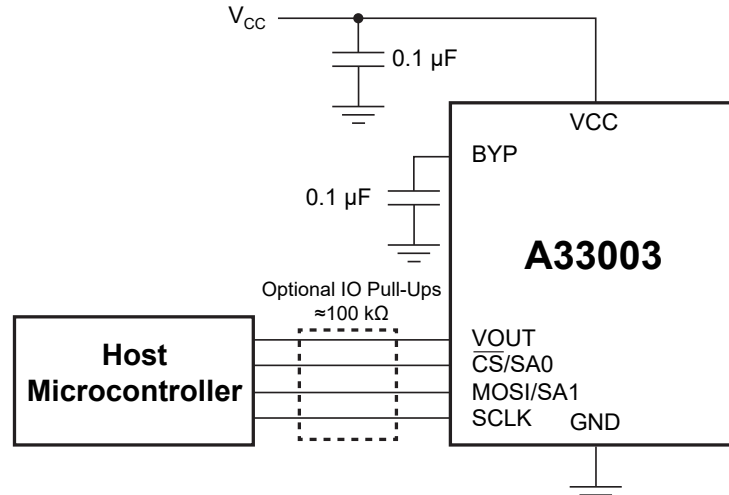 VCC
0.1 µF
VCC
BYP
0.1 µF
A33003
Optional IO Pull-Ups
≈100 kΩ
Host
Microcontroller
VOUT
CS/SA0
MOSI/SA1
SCLK
GND